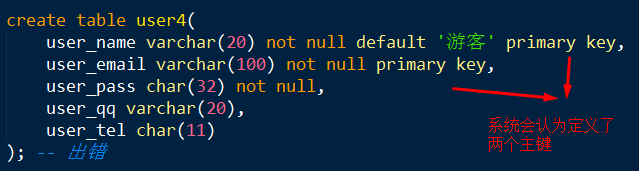 create table user4(
user_name varchar(20) not null default '游客' primary key,
user_email varchar(100) not null primary key,
user_pass char(32) not null,
user_qq varchar(20),
user_tel char(11)
); -- 出错
系统会认为定义了
两个主键